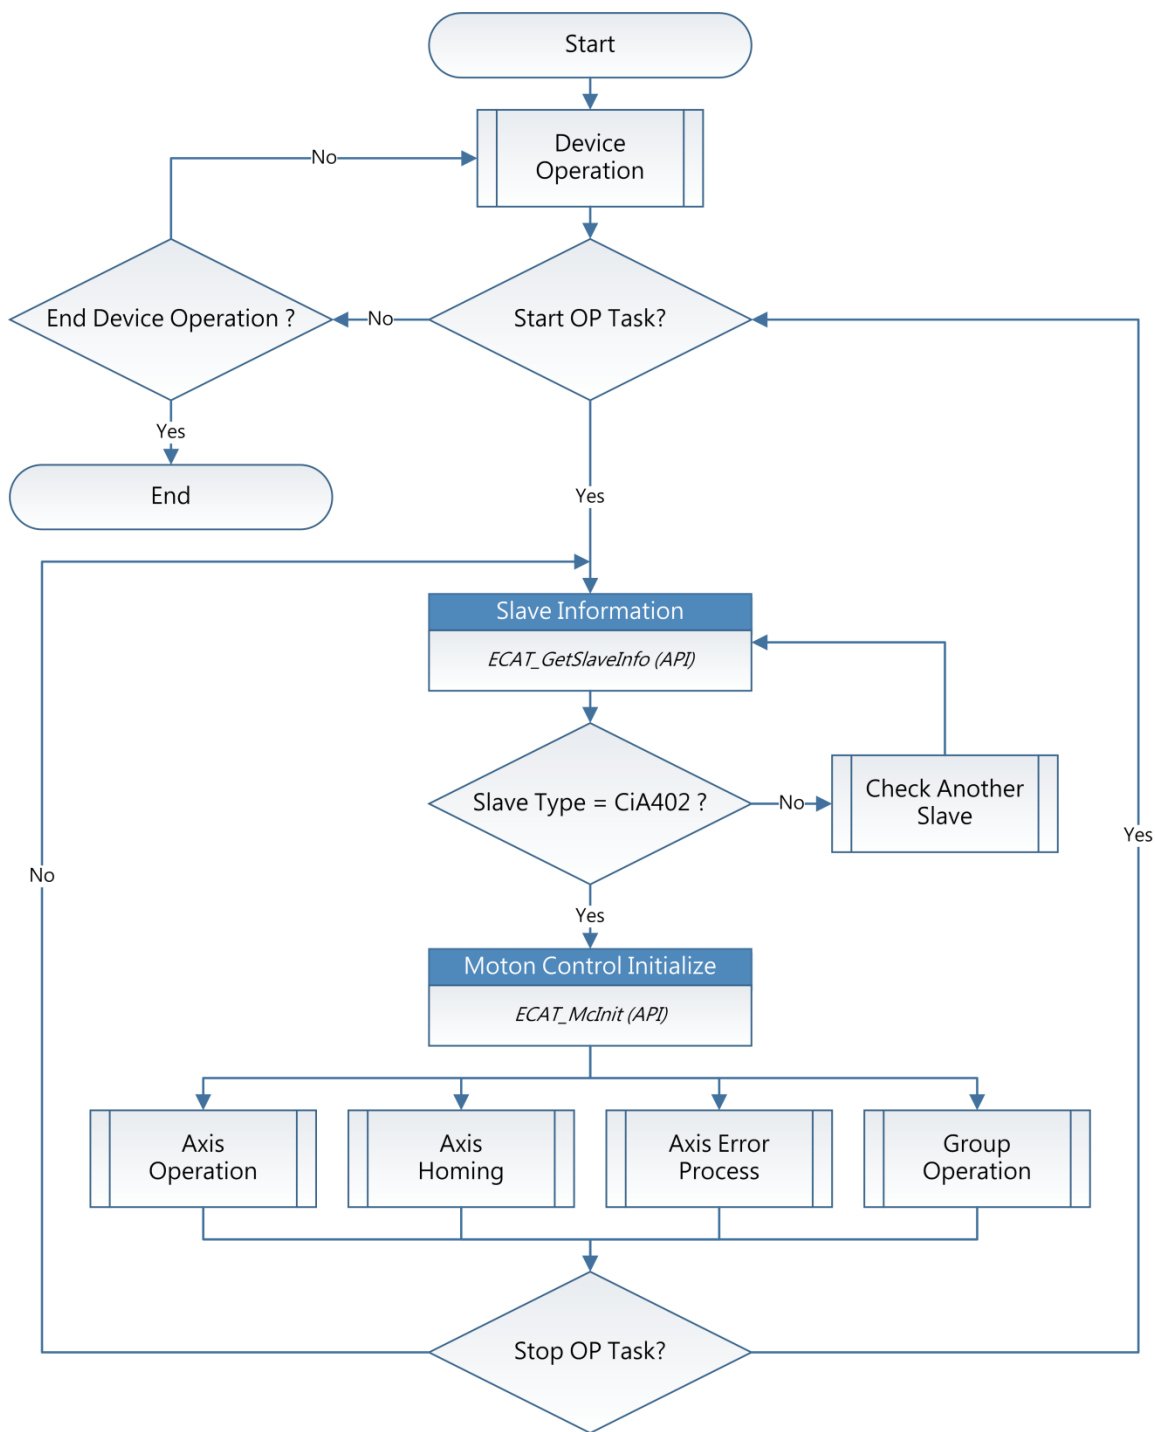 Start
Device
Operation
No
End Device Operation ?
No
Start OP Task?
Yes
End
Yes
Slave Information
ECAT_GetSlaveInfo (API)
Slave Type = CiA402 ?
No
Check Another
Slave
Yes
No
Yes
Moton Control Initialize
ECAT_McInit (API)
Axis
Operation
Axis
Homing
Axis Error
Process
Group
Operation
Stop OP Task?